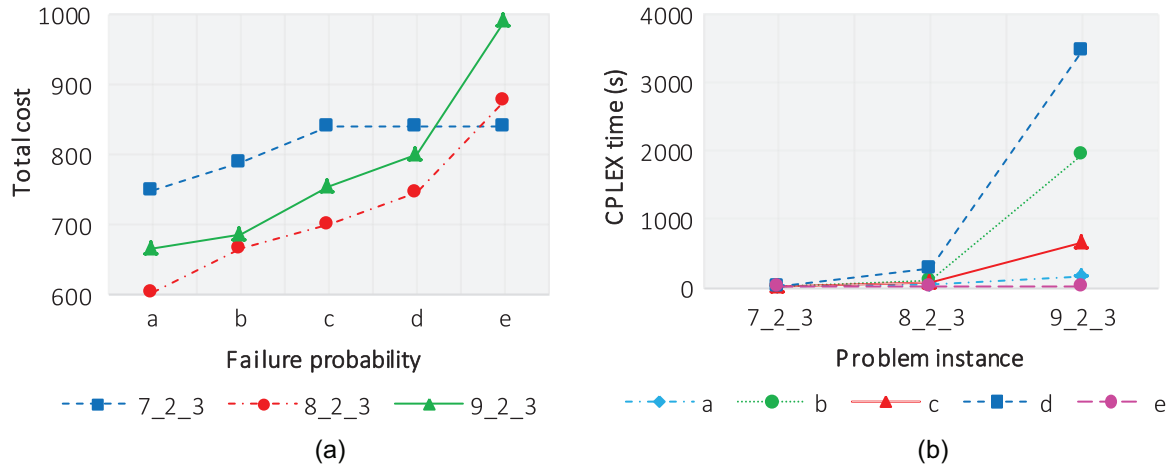 1000
900
800
700
600
Total cost
a b c d e
Failure probability
7_2_3 8_2_3 9_2_3
(a)
4000
3000
2000
1000
0
CPLEX time (s)
7_2_3 8_2_3 9_2_3
Problem instance
a b c d e
(b)